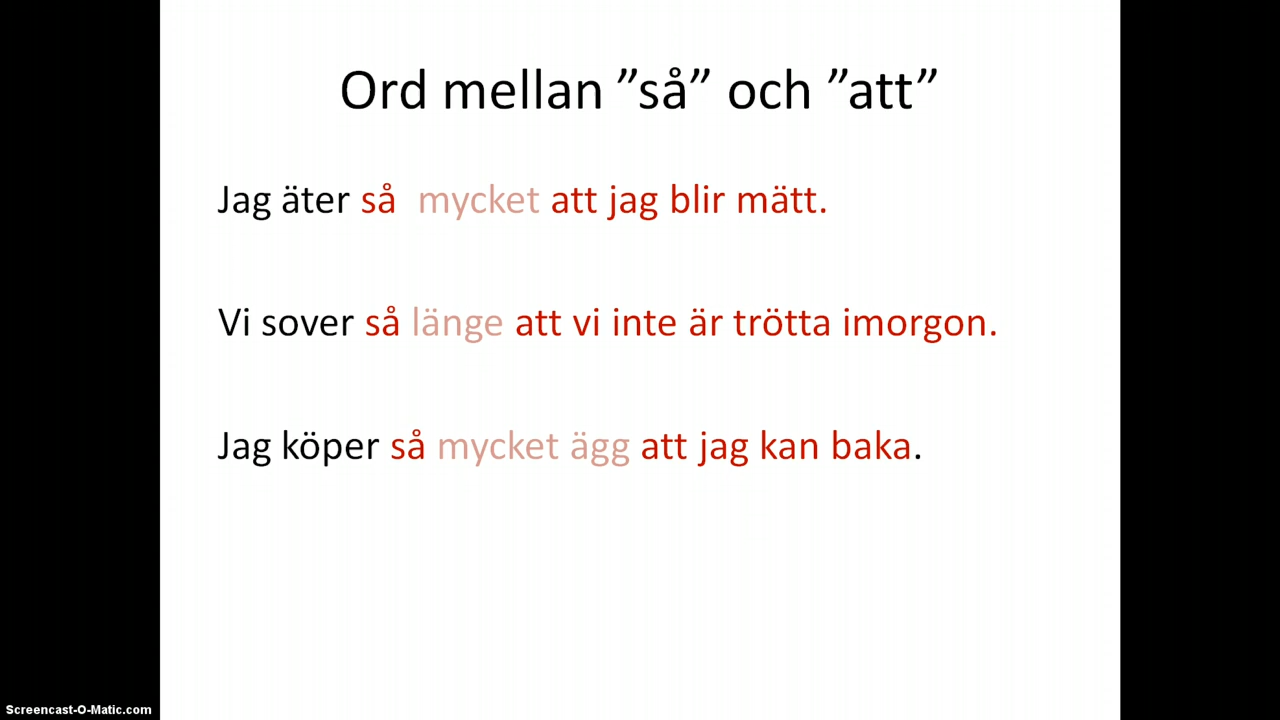 Ord mellan ”så” och ”att”
Jag äter så mycket att jag blir mätt.
Vi sover så länge att vi inte är trötta imorgon.
Jag köper så mycket ägg att jag kan baka.
Screencast-O-Matic.com